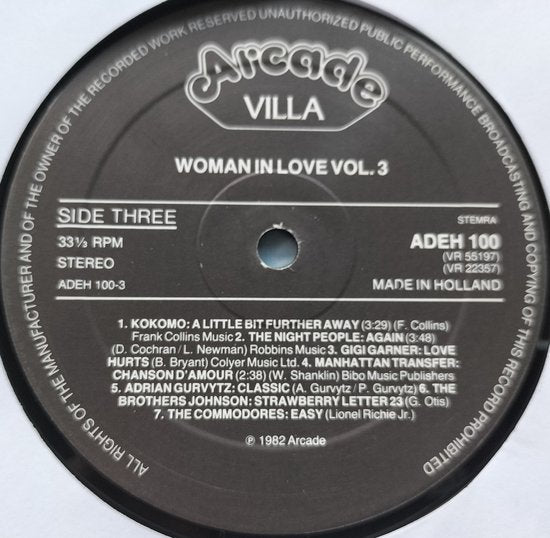 ALL RIGHTS OF THE MANUFACTURER AND OF THE OWNER OF THE RECORDED WORK RESERVED UNAUTHORIZED PUBLIC PERFORMANCE BROADCASTING AND COPYING OF THIS RECORD PROHIBITED
Arcade
VILLA
WOMAN IN LOVE VOL. 3
SIDE THREE
33⅓ RPM
STEREO
ADEH 100-3
STEMRA
ADEH 100
(VR 55197)
(VR 22357)
MADE IN HOLLAND
1. KOKOMO: A LITTLE BIT FURTHER AWAY (3:29) (F. Collins)
Frank Collins Music 2. THE NIGHT PEOPLE: AGAIN (3:48)
(D. Cochran / L. Newman) Robbins Music 3. GIGI GARNER: LOVE
HURTS (B. Bryant) Colyer Music Ltd. 4. MANHATTAN TRANSFER:
CHANSON D'AMOUR (2:38) (W. Shanklin) Bibo Music Publishers
5. ADRIAN GURVYTZ: CLASSIC (A. Gurvytz / P. Gurvytz) 6. THE
BROTHERS JOHNSON: STRAWBERRY LETTER 23 (G. Otis)
7. THE COMMODORES: EASY (Lionel Richie Jr.)
℗ 1982 Arcade